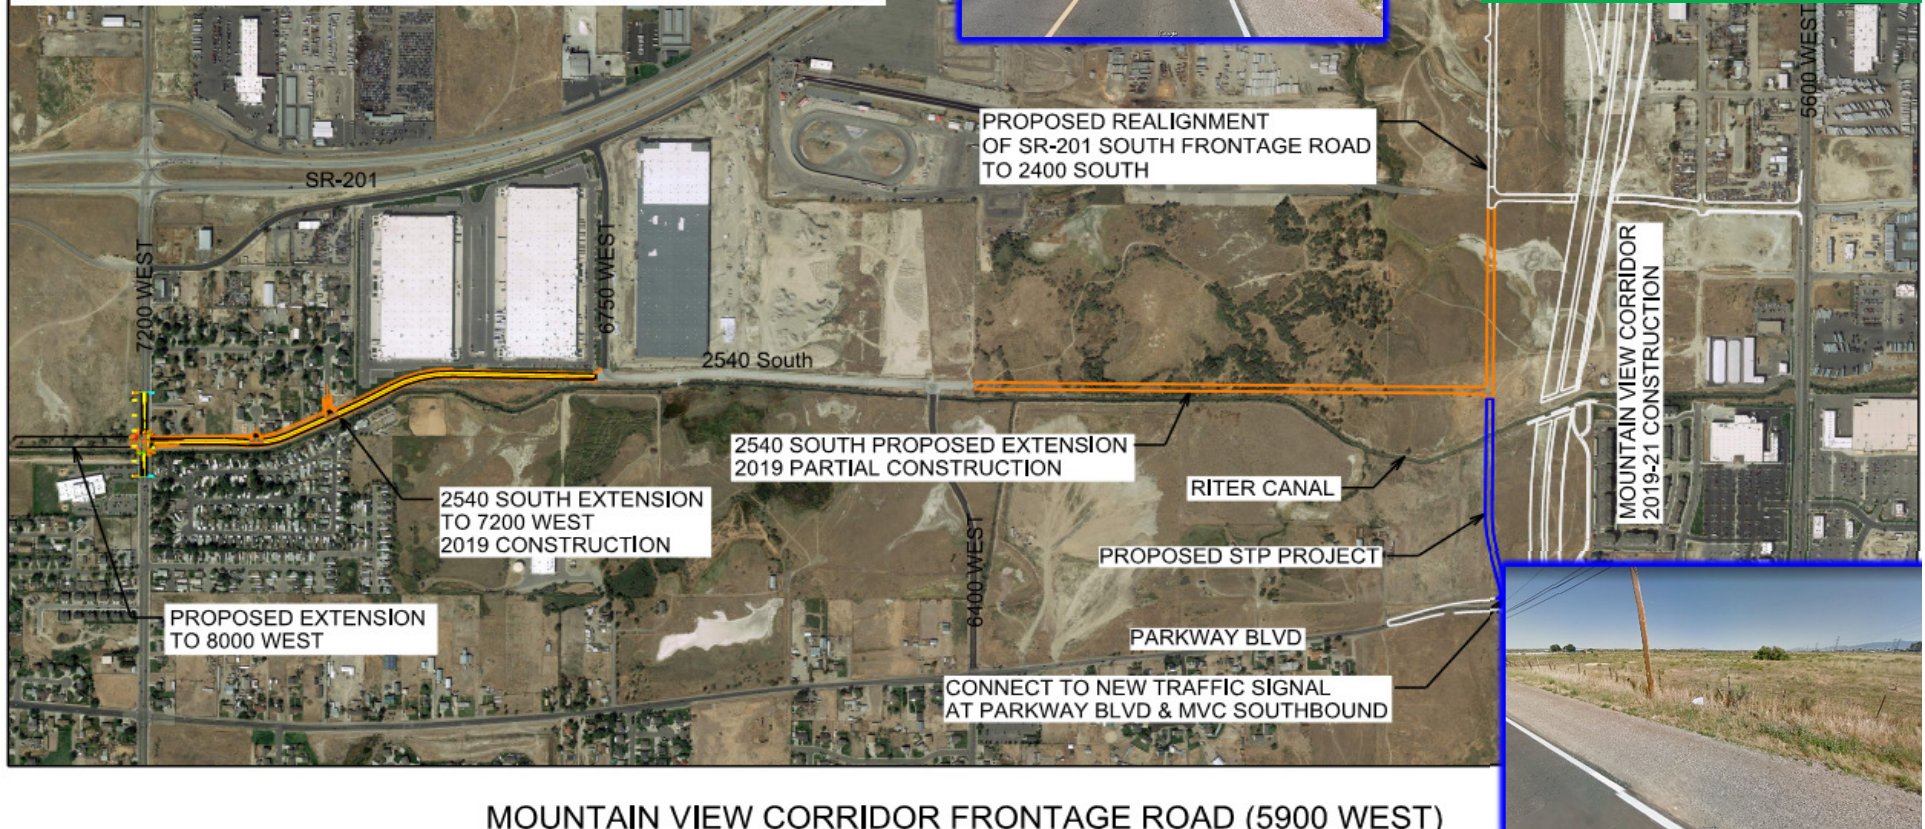 5600 WEST
PROPOSED REALIGNMENT
OF SR-201 SOUTH FRONTAGE ROAD
TO 2400 SOUTH
SR-201
7200 WEST
6750 WEST
MOUNTAIN VIEW CORRIDOR
2019-21 CONSTRUCTION
2540 South
2540 SOUTH PROPOSED EXTENSION
2019 PARTIAL CONSTRUCTION
RITER CANAL
2540 SOUTH EXTENSION
TO 7200 WEST
2019 CONSTRUCTION
6400 WEST
PROPOSED STP PROJECT
PROPOSED EXTENSION
TO 8000 WEST
PARKWAY BLVD
CONNECT TO NEW TRAFFIC SIGNAL
AT PARKWAY BLVD & MVC SOUTHBOUND
MOUNTAIN VIEW CORRIDOR FRONTAGE ROAD (5900 WEST)